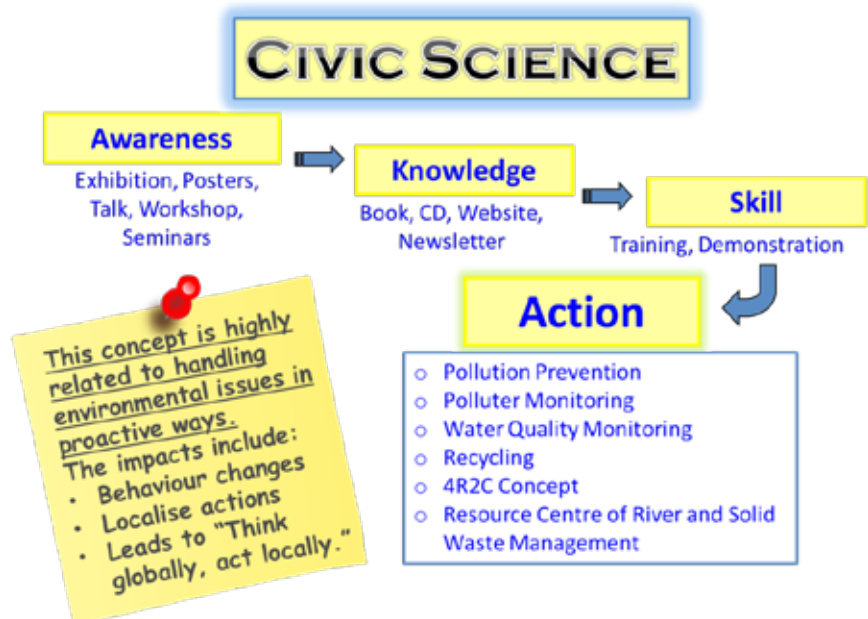 CIVIC SCIENCE
Awareness
Exhibition, Posters,
Talk, Workshop,
Seminars
Knowledge
Book, CD, Website,
Newsletter
Skill
Training, Demonstration
Action
○ Pollution Prevention
○ Polluter Monitoring
○ Water Quality Monitoring
○ Recycling
○ 4R2C Concept
○ Resource Centre of River and Solid
Waste Management
This concept is highly
related to handling
environmental issues in
proactive ways.
The impacts include:
• Behaviour changes
• Localise actions
• Leads to “Think
globally, act locally.”